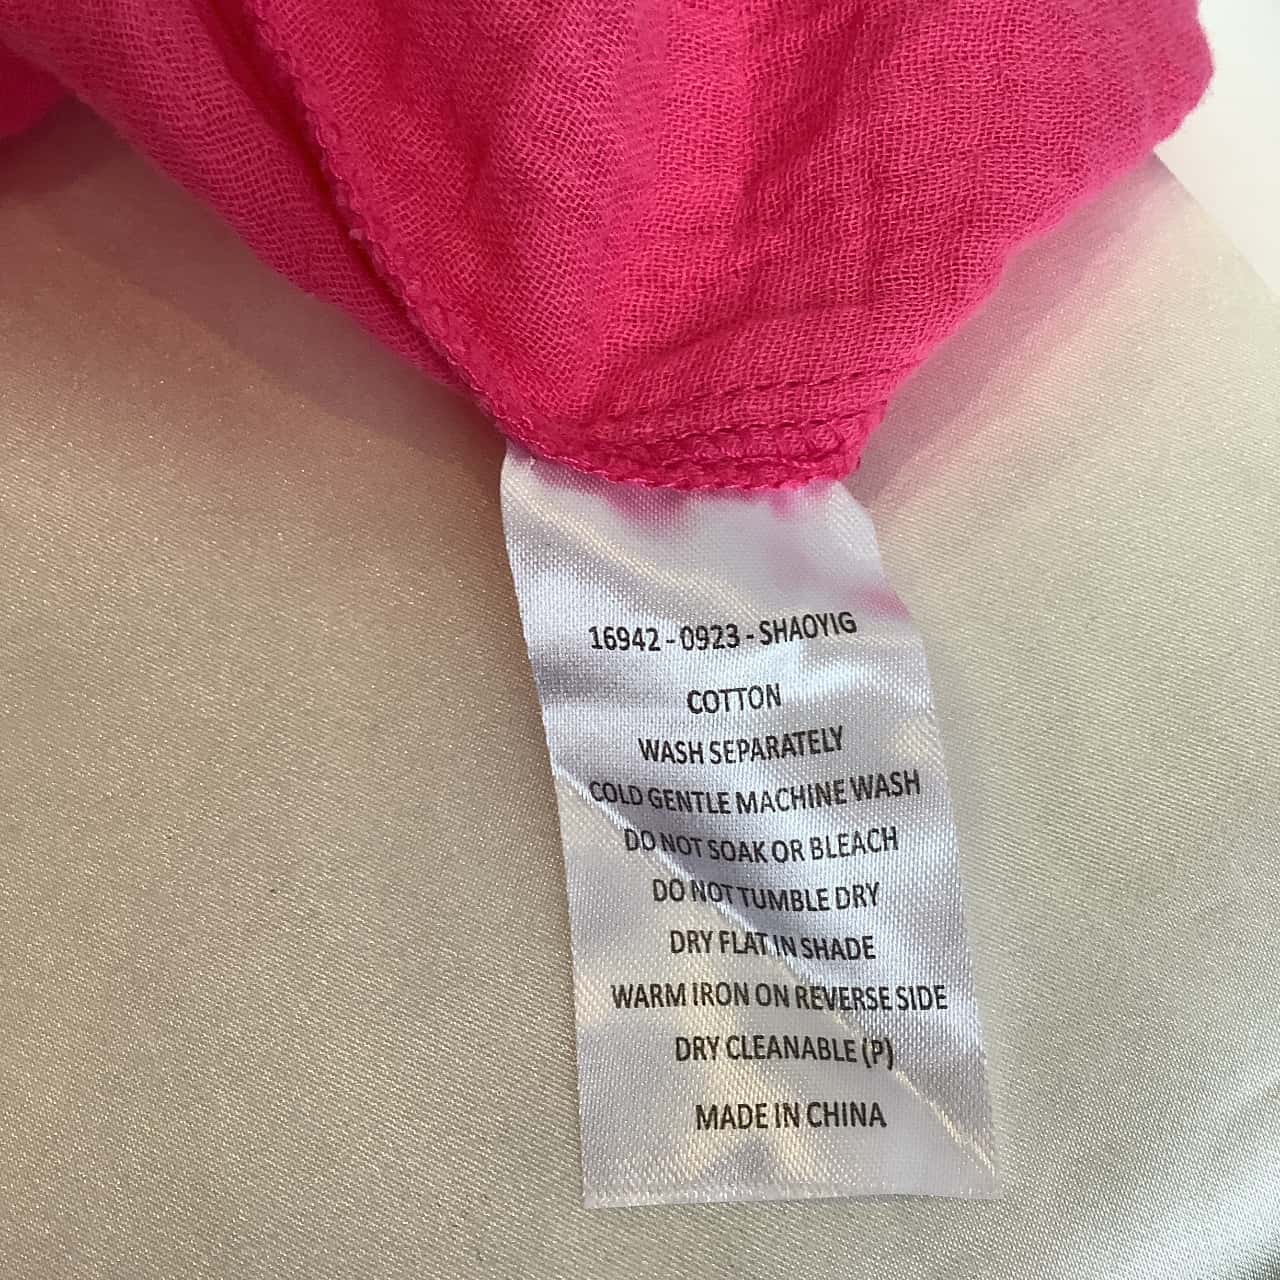 16942 - 0923 - SHAOYIG
COTTON
WASH SEPARATELY
COLD GENTLE MACHINE WASH
DO NOT SOAK OR BLEACH
DO NOT TUMBLE DRY
DRY FLAT IN SHADE
WARM IRON ON REVERSE SIDE
DRY CLEANABLE (P)
MADE IN CHINA